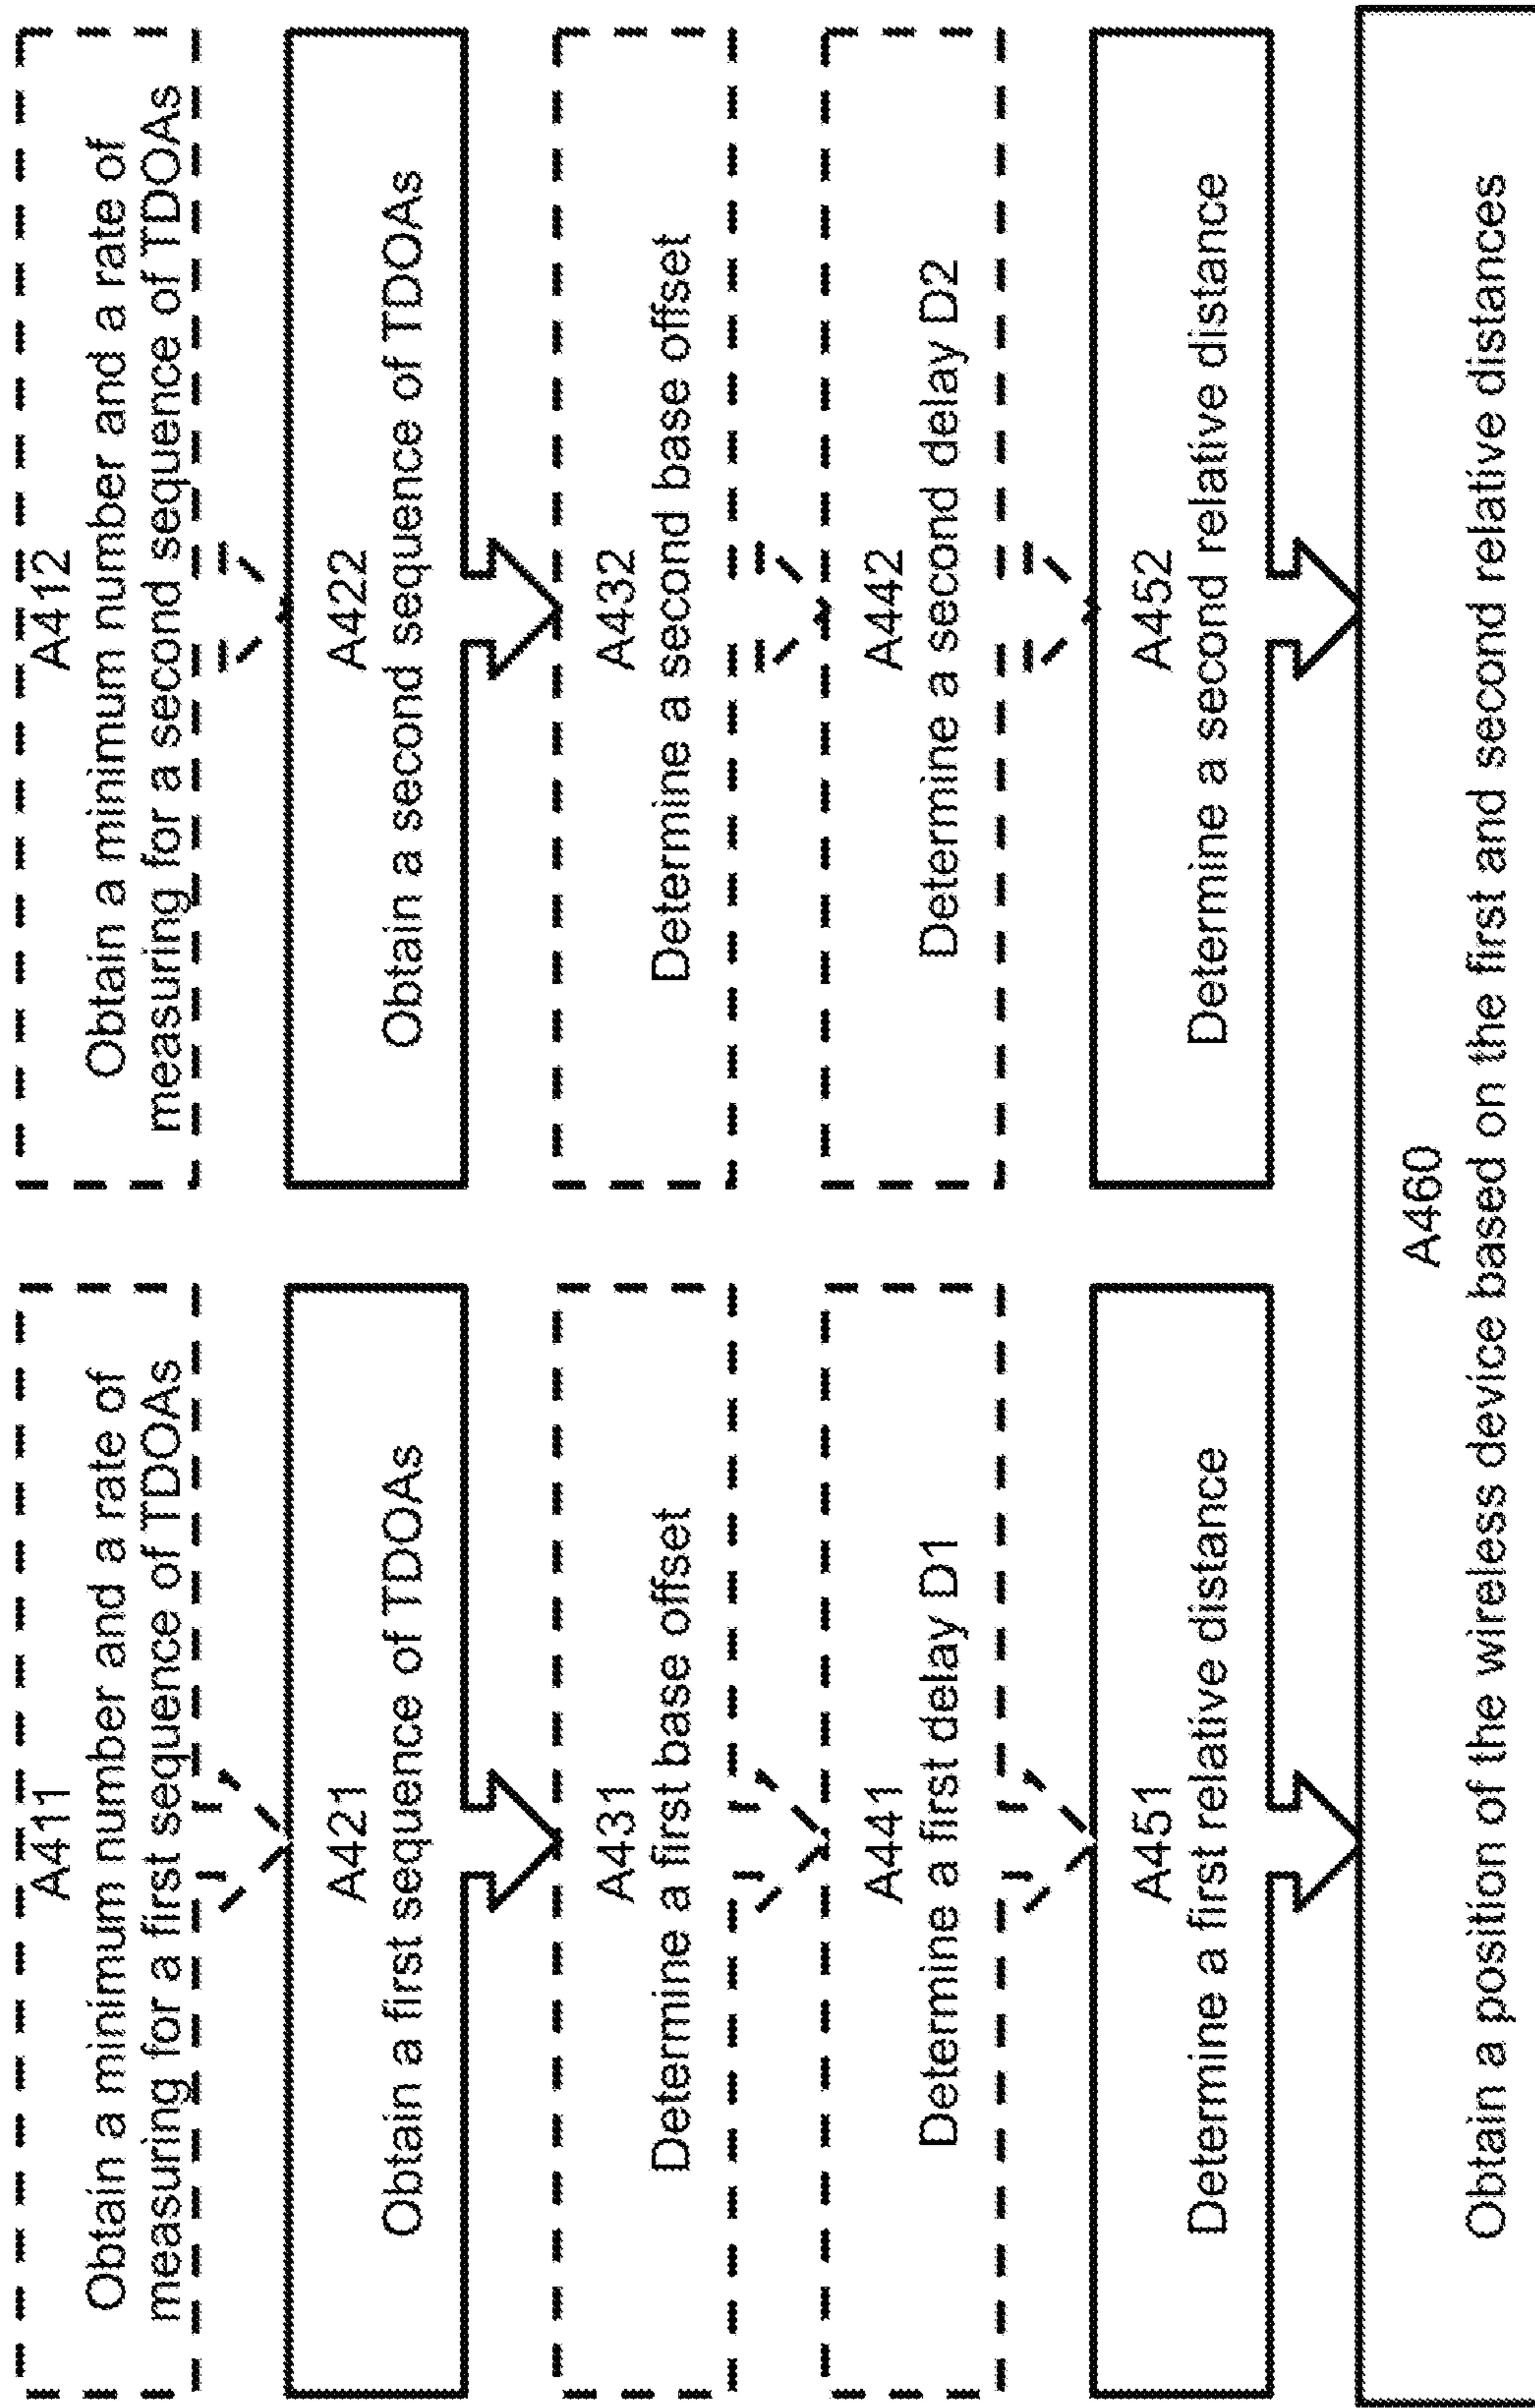 A411
Obtain a minimum number and a rate of
measuring for a first sequence of TDOAs
A421
Obtain a first sequence of TDOAs
A431
Determine a first base offset
A441
Determine a first delay D1
A451
Determine a first relative distance
A412
Obtain a minimum number and a rate of
measuring for a second sequence of TDOAs
A422
Obtain a second sequence of TDOAs
A432
Determine a second base offset
A442
Determine a second delay D2
A452
Determine a second relative distance
A460
Obtain a position of the wireless device based on the first and second relative distances